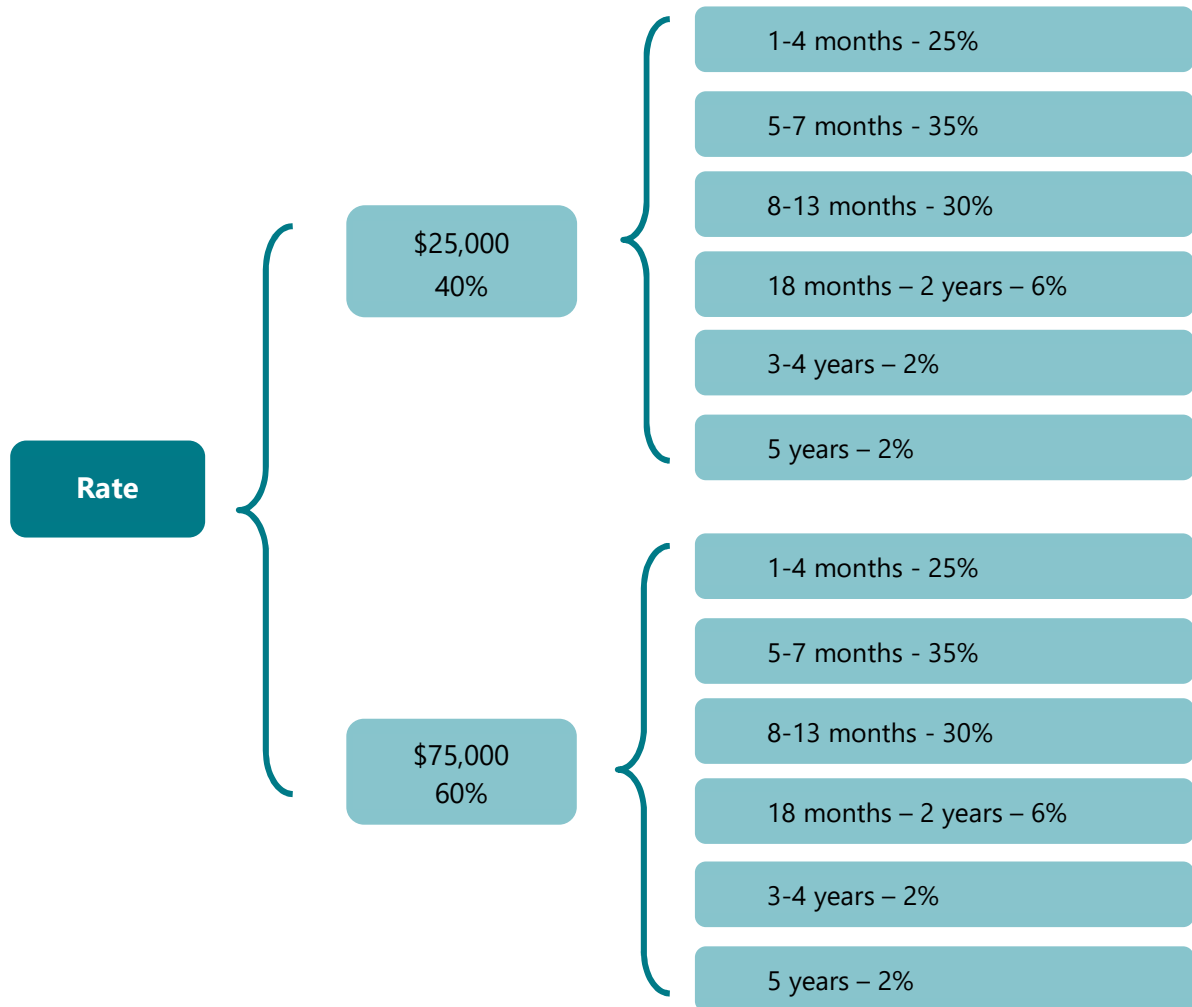 Rate
$25,000
40%
1-4 months - 25%
5-7 months - 35%
8-13 months - 30%
18 months – 2 years – 6%
3-4 years – 2%
5 years – 2%
$75,000
60%
1-4 months - 25%
5-7 months - 35%
8-13 months - 30%
18 months – 2 years – 6%
3-4 years – 2%
5 years – 2%